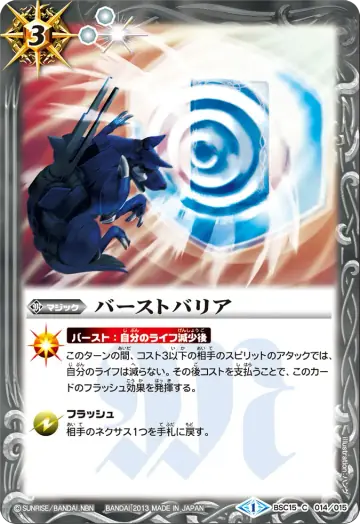 3
マジック バーストバリア
バースト：自分のライフ減少後
このターンの間、コスト3以下の相手のスピリットのアタックでは、
自分のライフは減らない。その後コストを支払うことで、このカー
ドのフラッシュ効果を発揮する。
フラッシュ
相手のネクサス1つを手札に戻す。
©SUNRISE/BANDAI,NBN BANDAI 2013 MADE IN JAPAN 1 BSC15-C 014/015